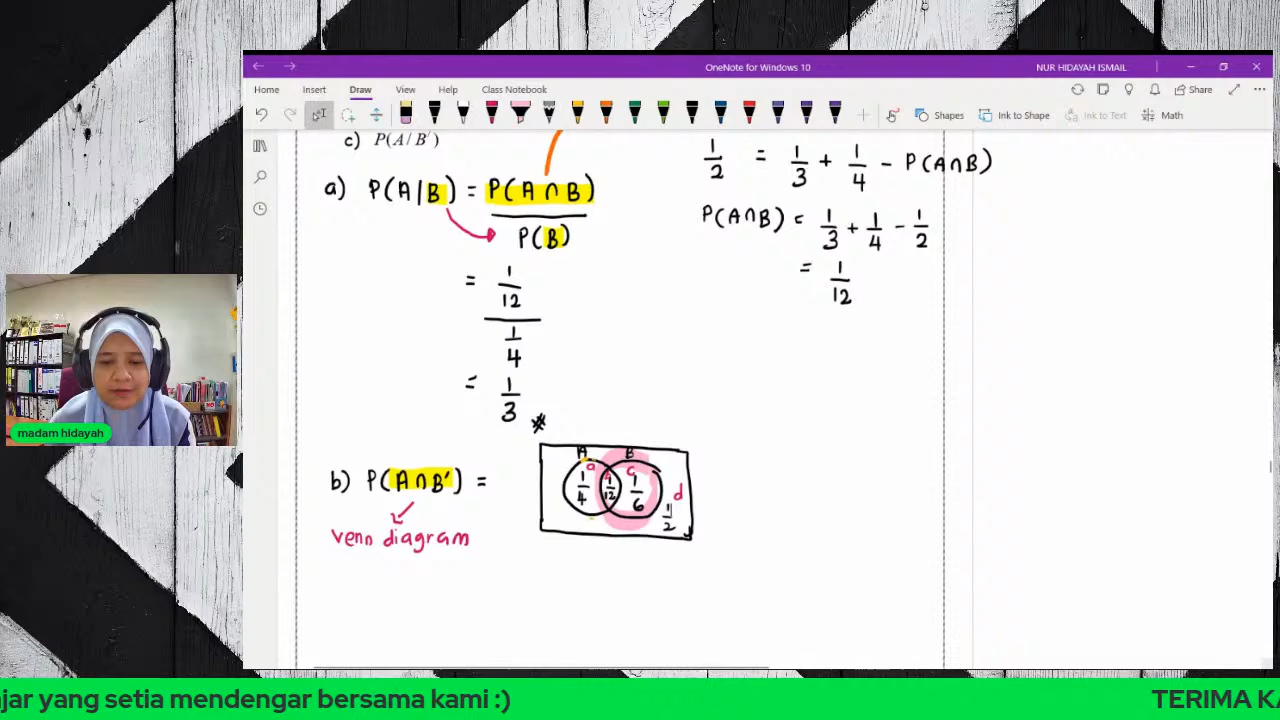 OneNote for Windows 10
NUR HIDAYAH ISMAIL
Home Insert Draw View Help Class Notebook
Share
Shapes Ink to Shape Ink to Text Math
c) P(A/B')
a) P(A|B) = P(A∩B)
P(B)
= 1
12
1
4
= 1
3 *
1/2 = 1/3 + 1/4 - P(A∩B)
P(A∩B) = 1/3 + 1/4 - 1/2
= 1/12
b) P(A∩B') =
venn diagram
A B
a c d
1/4 1/12 1/6
1/2
madam hidayah
jar yang setia mendengar bersama kami :)
TERIMA KA